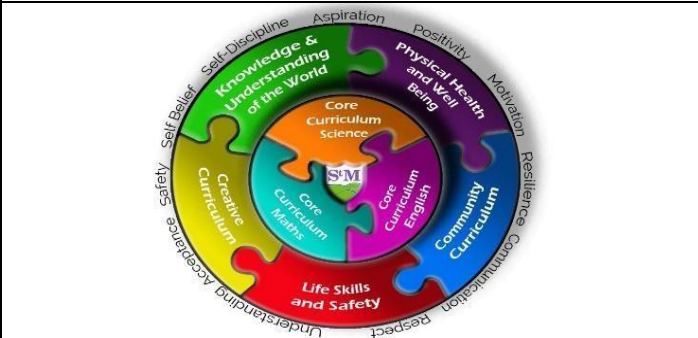 Aspiration
Positivity
Motivation
Resilience
Communication
Respect
Understanding
Acceptance
Safety
Self Belief
Self-Discipline
Knowledge &
Understanding
of the World
Physical Health
and Well
Being
Community
Curriculum
Life Skills
and Safety
Creative
Curriculum
Core
Curriculum
Science
Core
Curriculum
English
Core
Curriculum
Maths
StM